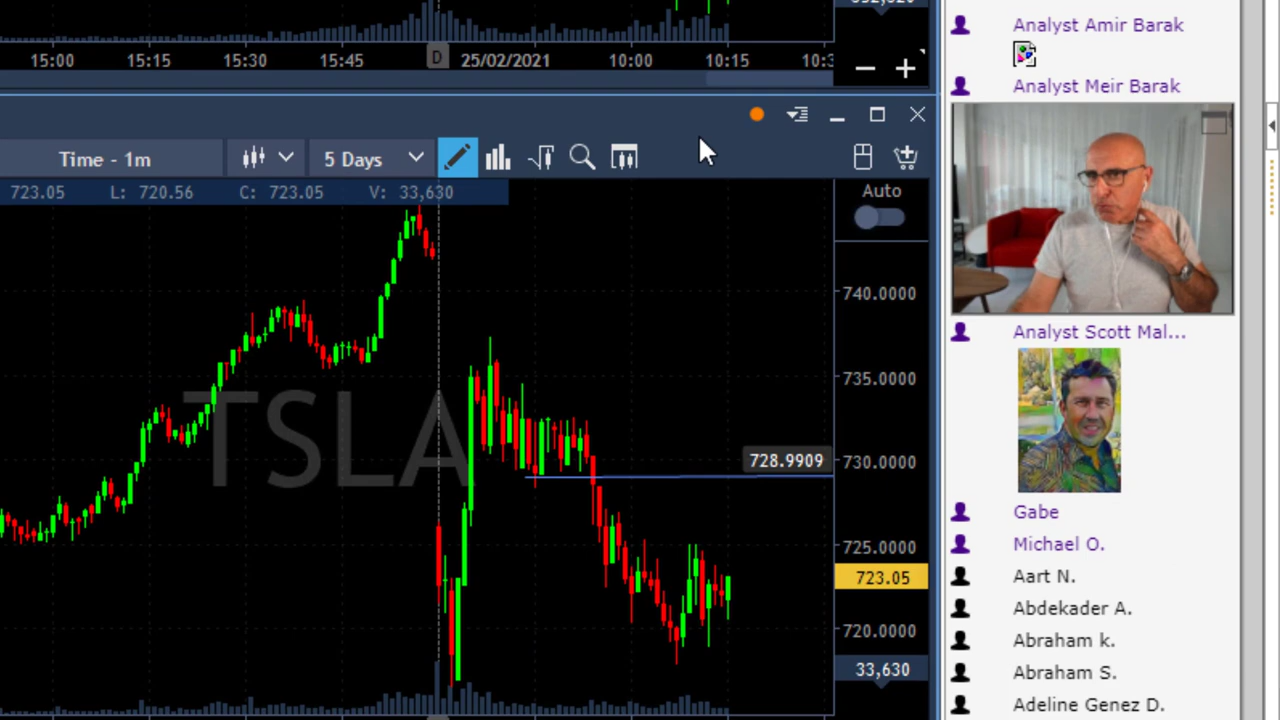 15:00 15:15 15:30 15:45 D 25/02/2021 10:00 10:15
Time - 1m 5 Days
723.05 L: 720.56 C: 723.05 V: 33,630
Auto
TSLA
740.0000
735.0000
728.9909
730.0000
725.0000
723.05
720.0000
33,630
Analyst Amir Barak
Analyst Meir Barak
Analyst Scott Mal...
Gabe
Michael O.
Aart N.
Abdekader A.
Abraham k.
Abraham S.
Adeline Genez D.